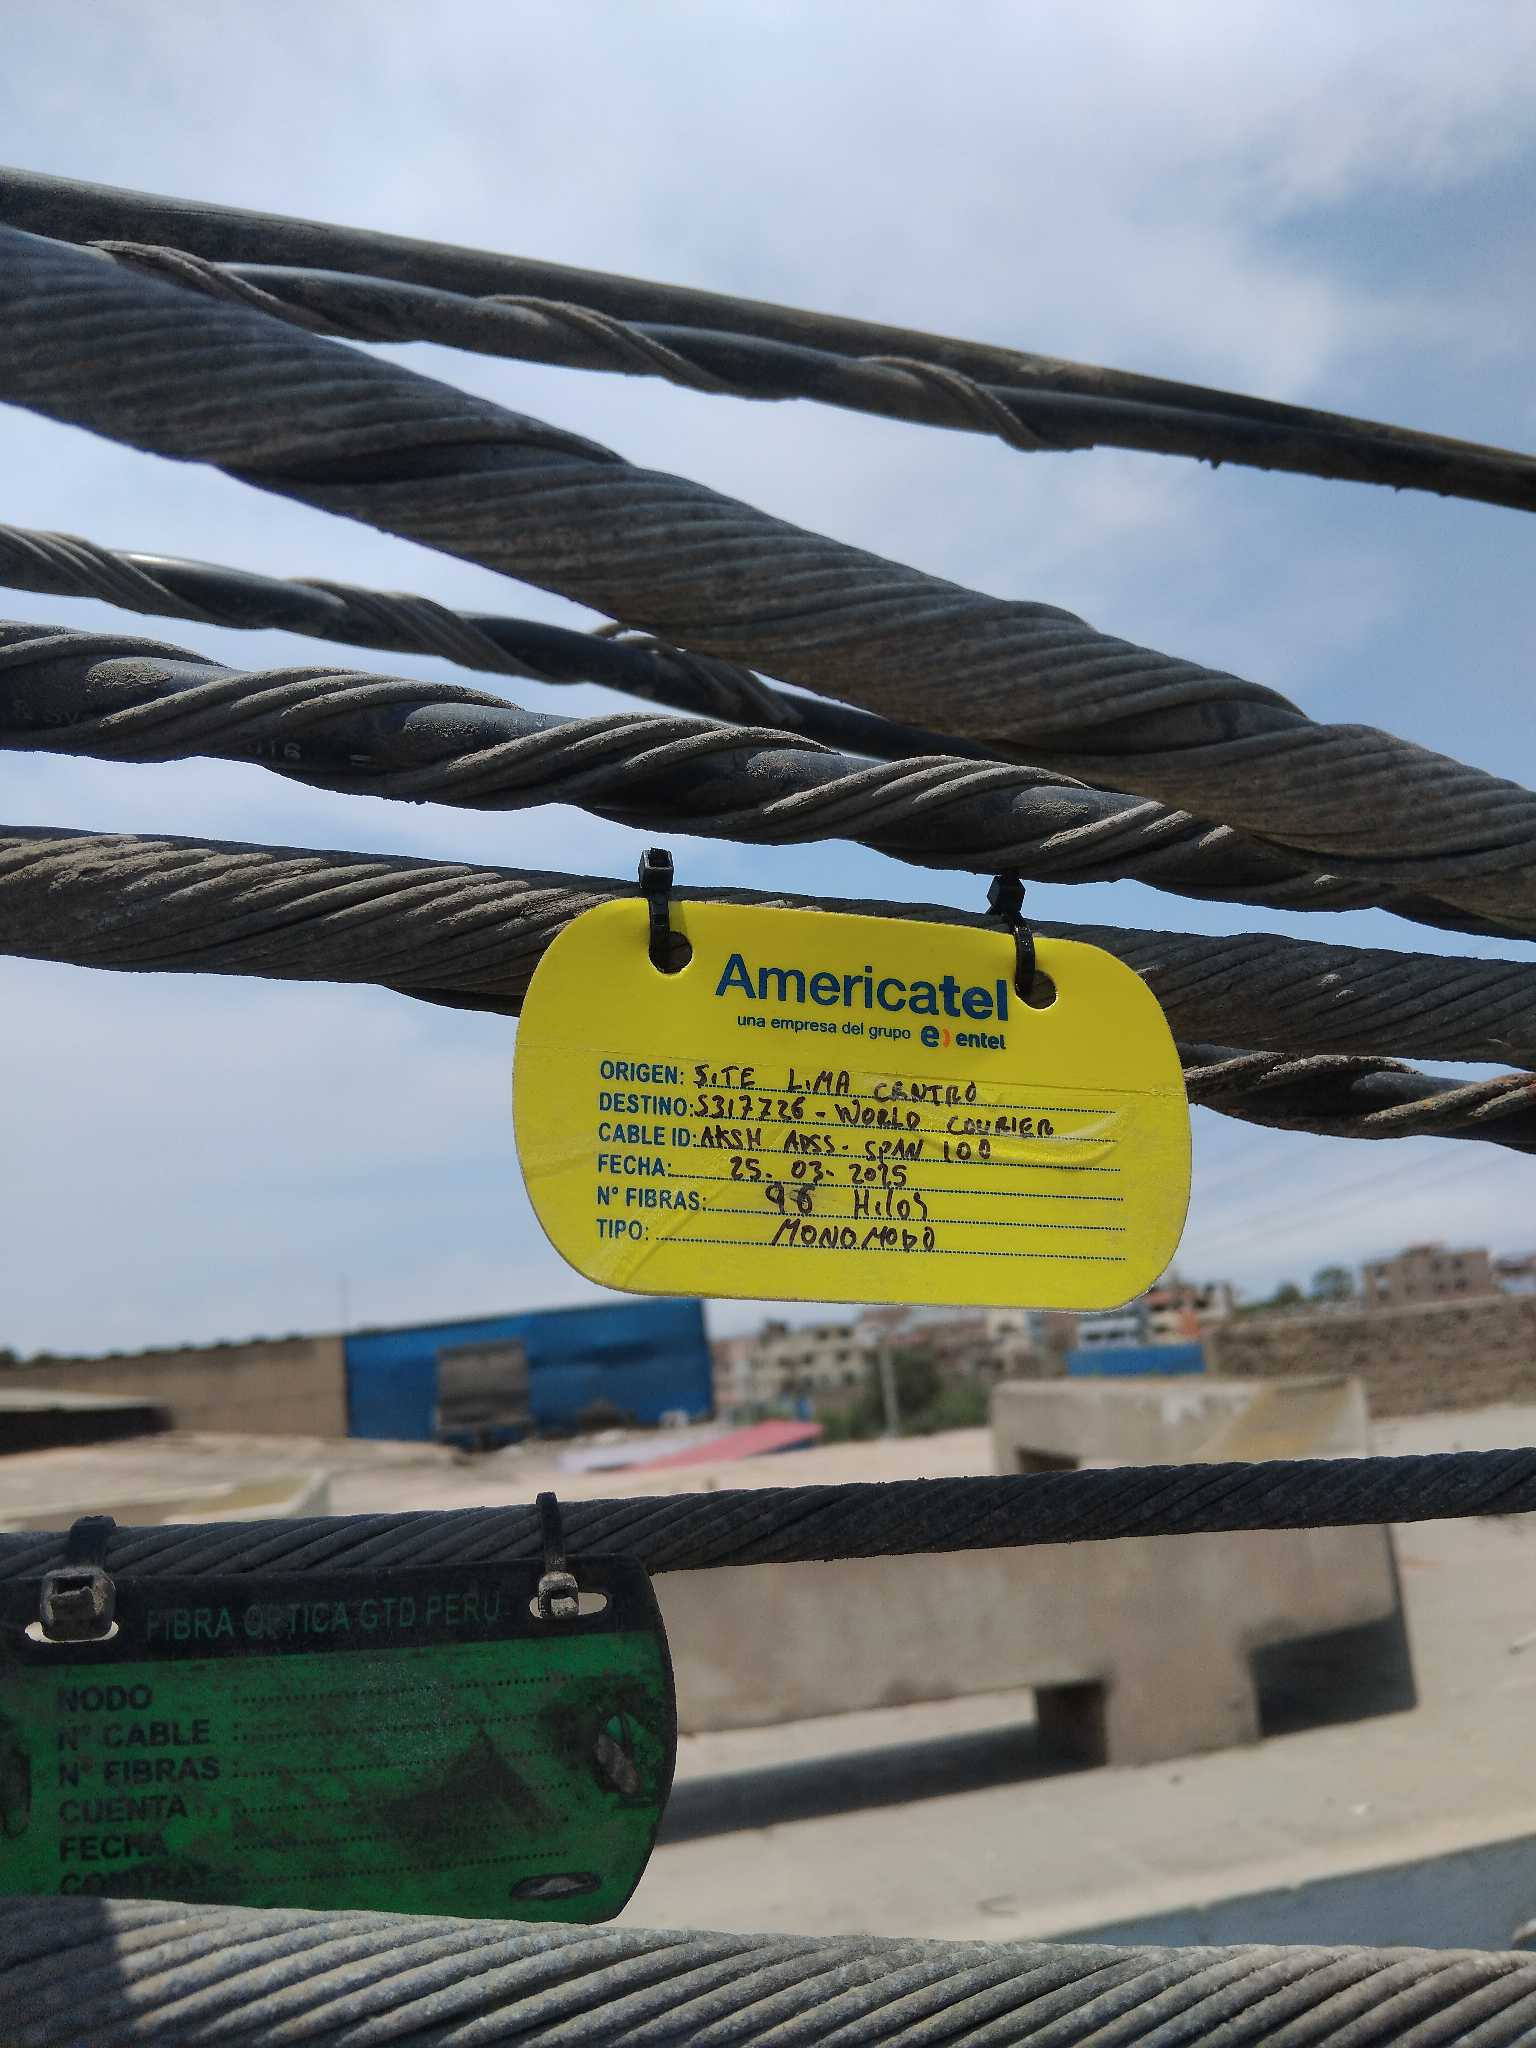 Americatel
una empresa del grupo e) entel
ORIGEN: SITE LIMA CENTRO
DESTINO: S317726 - WORLD COURIER
CABLE ID: AKSH ADSS - SPAN 100
FECHA: 25-03-2025
N° FIBRAS: 96 Hilos
TIPO: MONOMODO
FIBRA OPTICA GTD PERÚ
NODO
N° CABLE
N° FIBRAS
CUENTA
FECHA